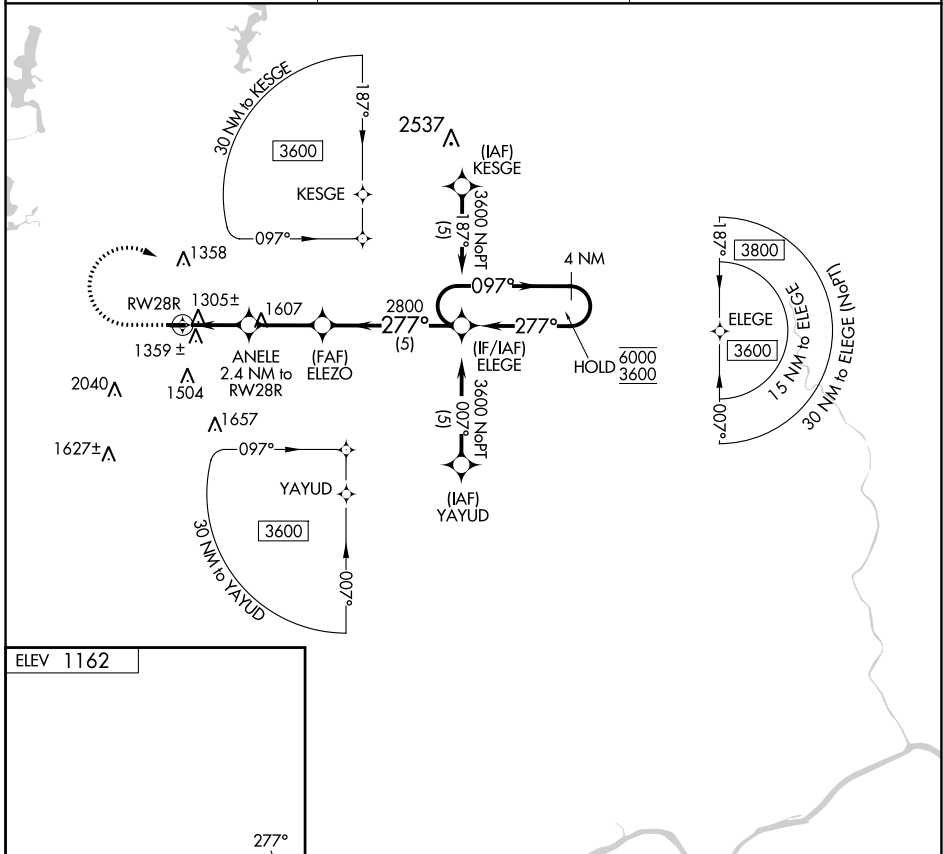 30 NM to KESGE
187°
3600
KESGE
097°
2537
(IAF)
KESGE
3600 NoPT
187°
(5)
4 NM
097°
1358
RW28R
1305±
1607
2800
277°
(5)
277°
1359 ±
ANELE
2.4 NM to
RW28R
(FAF)
ELEZO
(IF/IAF)
ELEGE
HOLD
6000
3600
187°
3800
ELEGE
3600
15 NM to ELEGE
30 NM to ELEGE (NoPT)
007°
2040
1504
1657
1627±
097°
YAYUD
3600
30 NM to YAYUD
007°
3600 NoPT
007°
(5)
(IAF)
YAYUD
ELEV 1162
277°